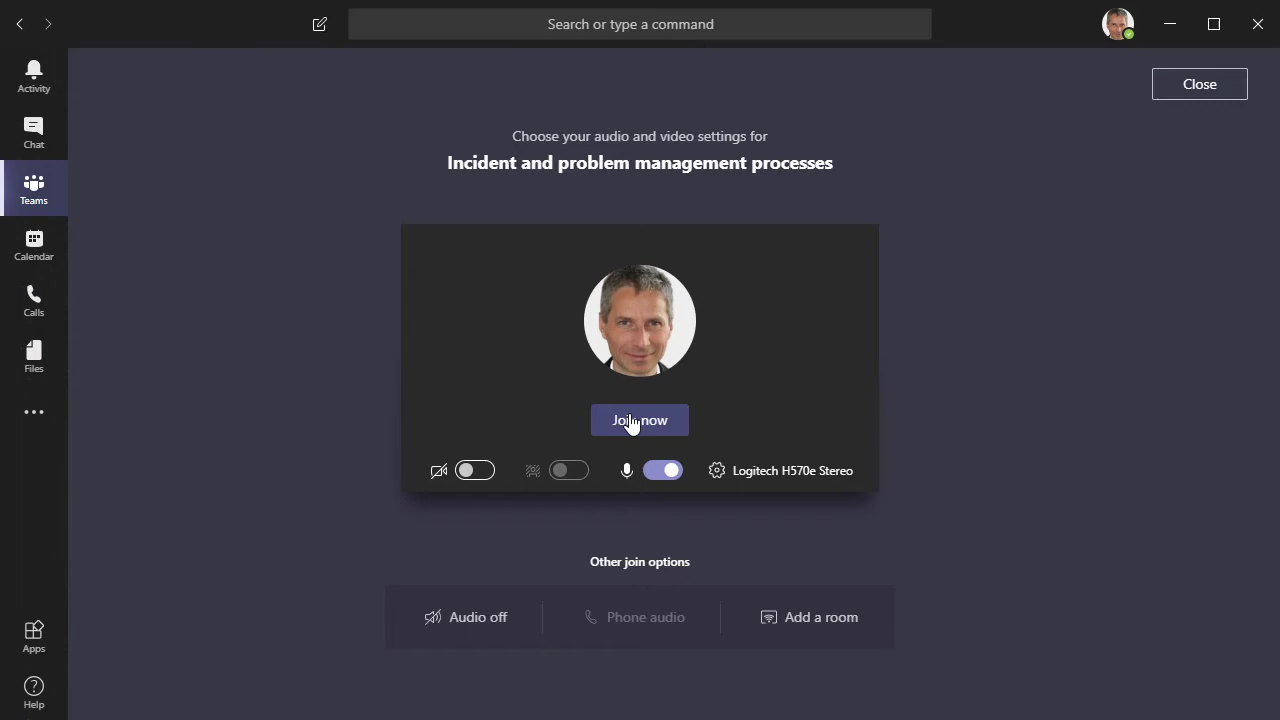 Search or type a command
Activity
Chat
Teams
Calendar
Calls
Files
Apps
Help
Close
Choose your audio and video settings for
Incident and problem management processes
Join now
Logitech H570e Stereo
Other join options
Audio off
Phone audio
Add a room